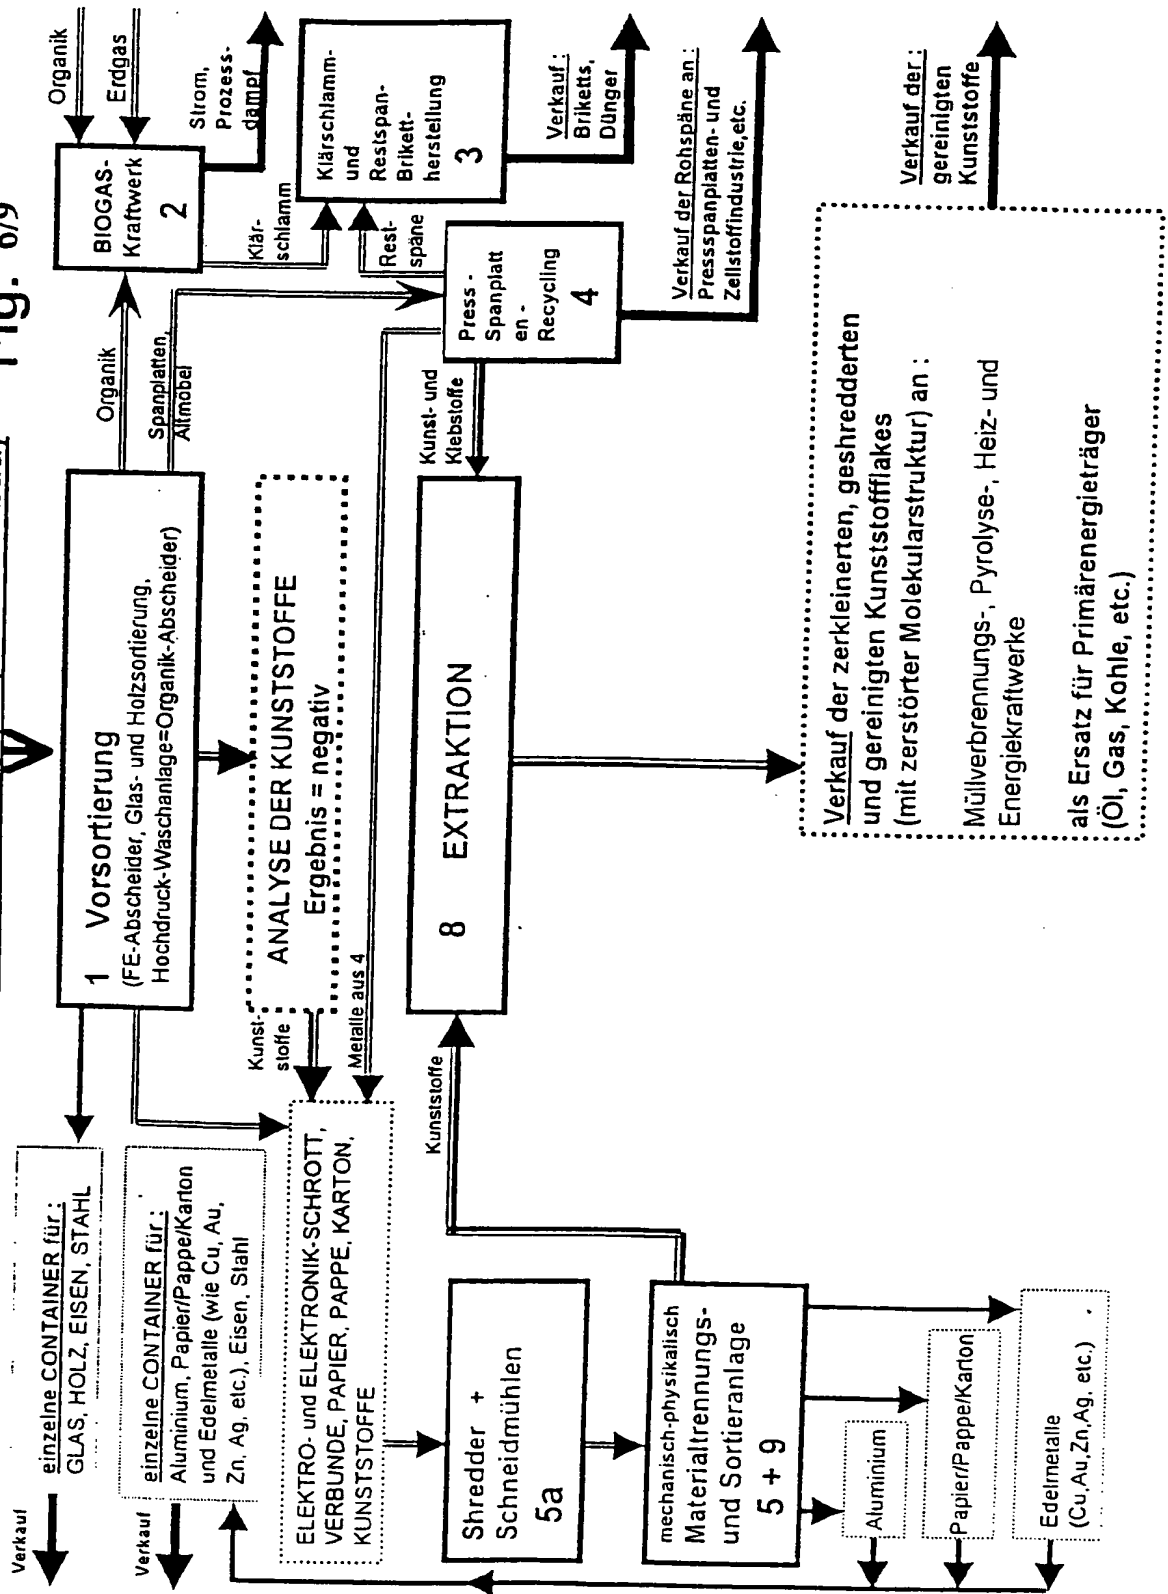 Fig. 6/9
Organik
Erdgas
BIOGAS-
Kraftwerk
2
Strom,
Prozess-
dampf
Klär-
schlamm
Klärschlamm-
und
Restspan-
Brikett-
herstellung
3
Verkauf :
Briketts,
Dünger
Rest-
späne
Press -
Spanplatt
en -
Recycling
4
Verkauf der Rohspäne an :
Pressspanplatten- und
Zellstoffindustrie,etc.
Verkauf der :
gereinigten
Kunststoffe
Organik
Spanplatten,
Altmöbel
1 Vorsortierung
(FE-Abscheider, Glas- und Holzsortierung,
Hochdruck-Waschanlage=Organik-Abscheider)
ANALYSE DER KUNSTSTOFFE
Ergebnis = negativ
Kunst-
stoffe
Metalle aus 4
Kunst- und
Klebstoffe
8 EXTRAKTION
Kunststoffe
Verkauf der zerkleinerten, geshredderten
und gereinigten Kunststofflakes
(mit zerstörter Molekularstruktur) an :
Müllverbrennungs-, Pyrolyse-, Heiz- und
Energiekraftwerke
als Ersatz für Primärenergieträger
(Öl, Gas, Kohle, etc.)
Verkauf
einzelne CONTAINER für :
GLAS, HOLZ, EISEN, STAHL
Verkauf
einzelne CONTAINER für :
Aluminium, Papier/Pappe/Karton
und Edelmetalle (wie Cu, Au,
Zn, Ag, etc.), Eisen, Stahl
ELEKTRO- und ELEKTRONIK-SCHROTT,
VERBUNDE, PAPIER, PAPPE, KARTON,
KUNSTSTOFFE
Shredder +
Schneidmühlen
5a
mechanisch-physikalisch
Materialtrennungs-
und Sortieranlage
5 + 9
Aluminium
Papier/Pappe/Karton
Edelmetalle
(Cu,Au,Zn,Ag, etc.)